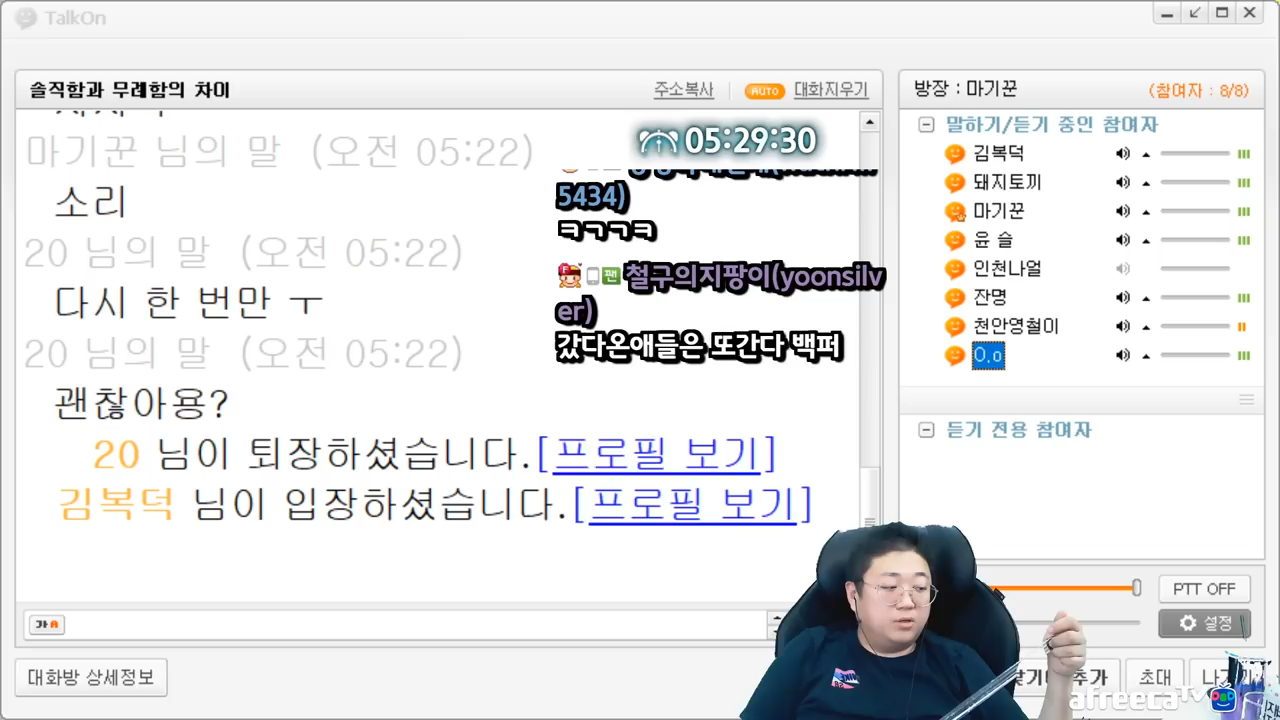 TalkOn
솔직함과 무례함의 차이
주소복사
AUTO
대화지우기
방장 : 마기꾼
(참여자 : 8/8)
마기꾼 님의 말 (오전 05:22)
소리
20 님의 말 (오전 05:22)
다시 한 번만 ㅜ
20 님의 말 (오전 05:22)
괜찮아용?
20 님이 퇴장하셨습니다.[프로필 보기]
김복덕 님이 입장하셨습니다.[프로필 보기]
05:29:30
5434)
ㅋㄱㄱㅋ
팬 철구의지팡이(yoonsilv
er)
갔다온애들은 또간다 백퍼
말하기/듣기 중인 참여자
김복덕
돼지토끼
마기꾼
윤 슬
인천나얼
잔명
천안영철이
O.o
듣기 전용 참여자
PTT OFF
설정
가A
대화방 상세정보
추가
초대
afreecaTV